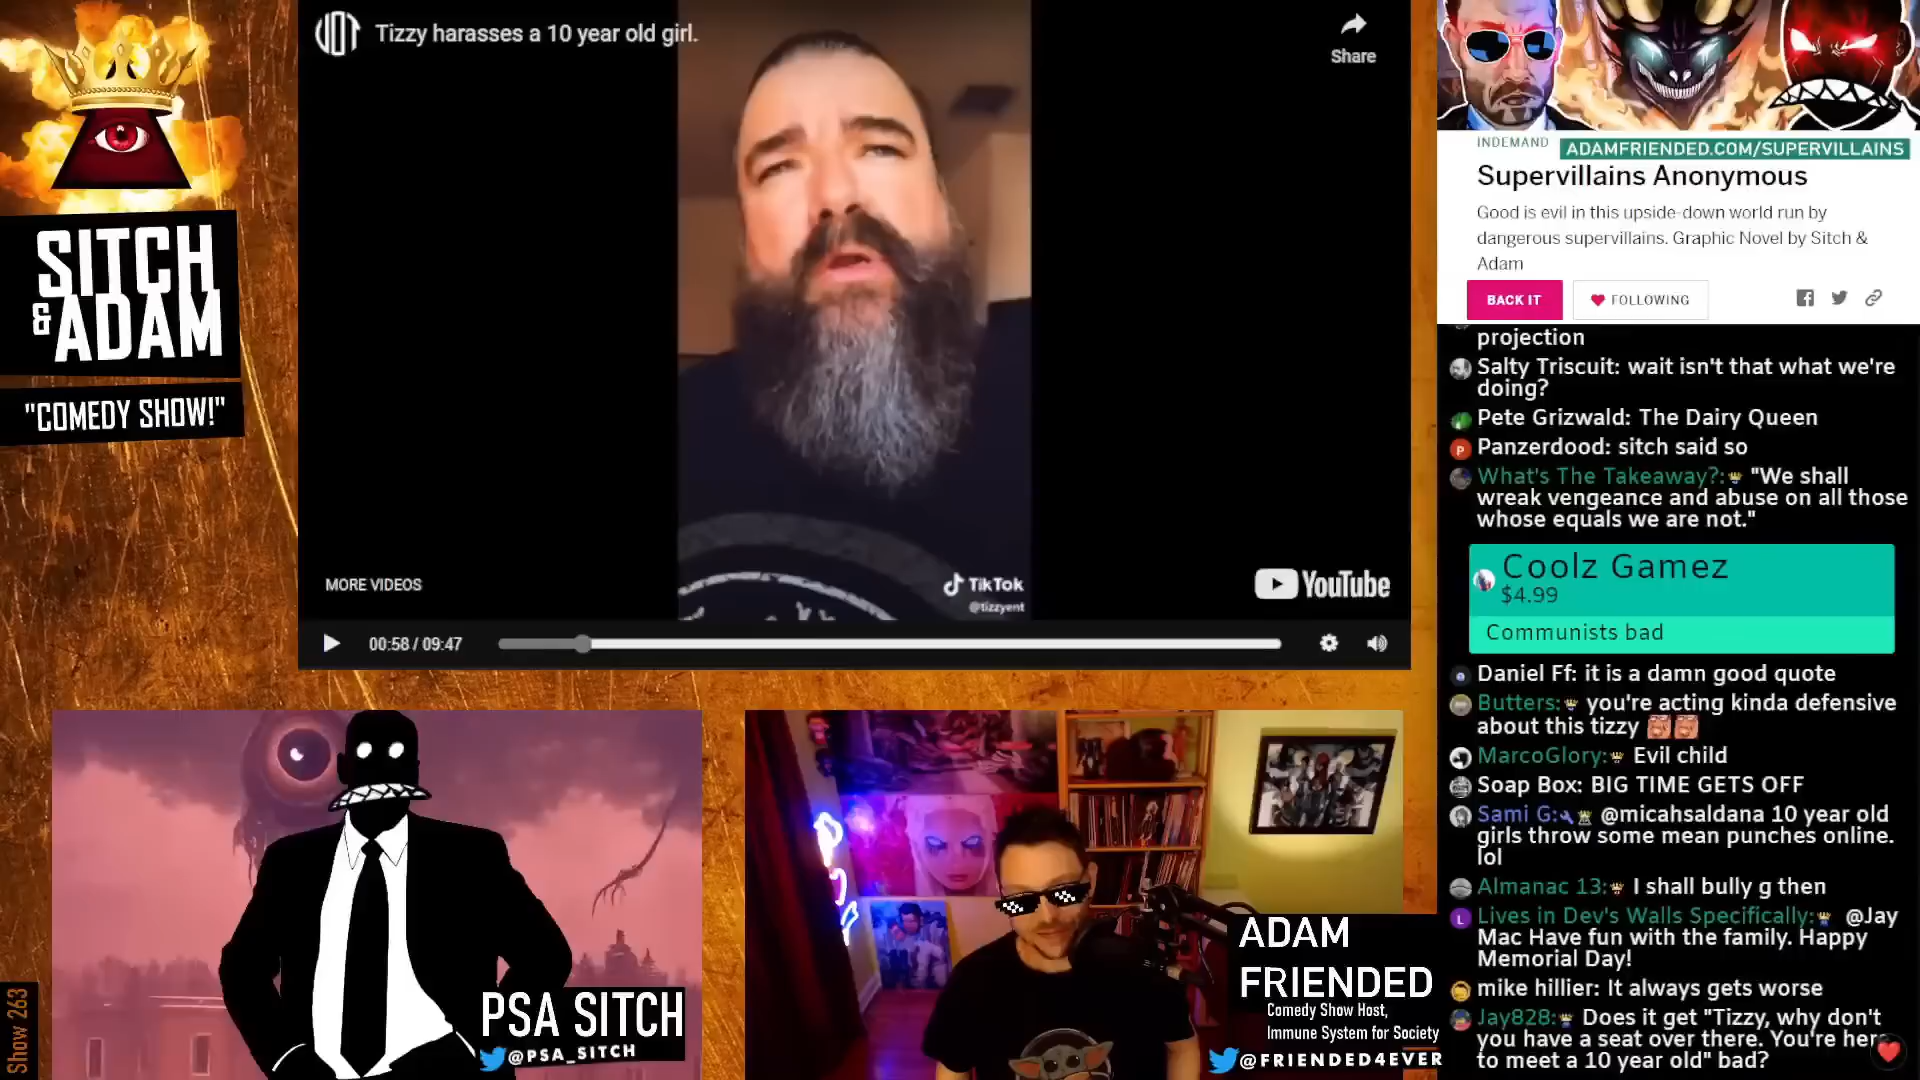 Tizzy harasses a 10 year old girl.
Share
SITCH
& ADAM
"COMEDY SHOW!"
MORE VIDEOS
TikTok
@tizzyent
YouTube
00:58 / 09:47
INDEMAND
ADAMFRIENDED.COM/SUPERVILLAINS
Supervillains Anonymous
Good is evil in this upside-down world run by
dangerous supervillains. Graphic Novel by Sitch &
Adam
BACK IT
FOLLOWING
projection
Salty Triscuit: wait isn't that what we're
doing?
Pete Grizwald: The Dairy Queen
P
Panzerdood: sitch said so
What's The Takeaway?: "We shall
wreak vengeance and abuse on all those
whose equals we are not."
Coolz Gamez
$4.99
Communists bad
Daniel Ff: it is a damn good quote
Butters: you're acting kinda defensive
about this tizzy
MarcoGlory: Evil child
Soap Box: BIG TIME GETS OFF
Sami G: @micahsaldana 10 year old
girls throw some mean punches online.
lol
Almanac 13: I shall bully g then
L
Lives in Dev's Walls Specifically: @Jay
Mac Have fun with the family. Happy
Memorial Day!
mike hillier: It always gets worse
Jay828: Does it get "Tizzy, why don't
you have a seat over there. You're here
to meet a 10 year old" bad?
Show 263
PSA SITCH
@PSA_SITCH
ADAM
FRIENDED
Comedy Show Host,
Immune System for Society
@FRIENDED4EVER